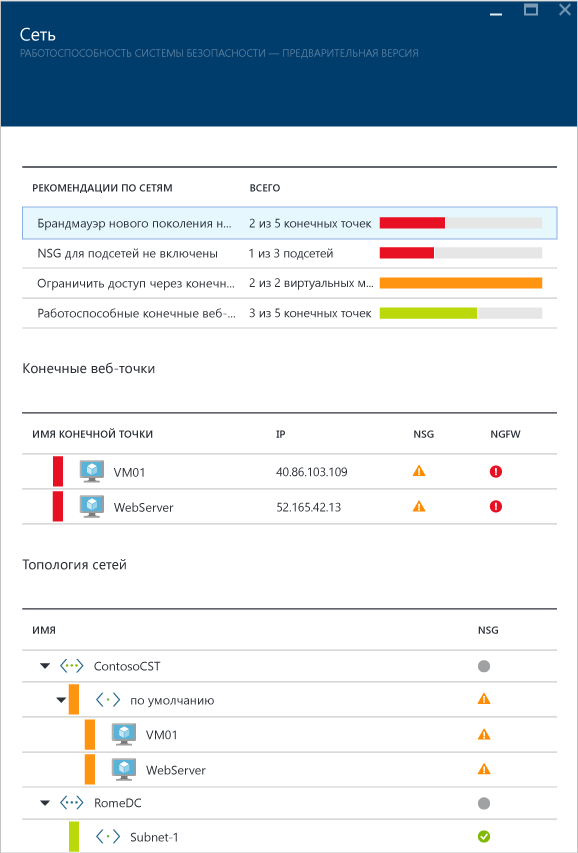 Сеть
РАБОТОСПОСОБНОСТЬ СИСТЕМЫ БЕЗОПАСНОСТИ — ПРЕДВАРИТЕЛЬНАЯ ВЕРСИЯ
РЕКОМЕНДАЦИИ ПО СЕТЯМ ВСЕГО
Брандмауэр нового поколения н... 2 из 5 конечных точек
NSG для подсетей не включены 1 из 3 подсетей
Ограничить доступ через конечн... 2 из 2 виртуальных м...
Работоспособные конечные веб-... 3 из 5 конечных точек
Конечные веб-точки
ИМЯ КОНЕЧНОЙ ТОЧКИ IP NSG NGFW
VM01 40.86.103.109
WebServer 52.165.42.13
Топология сетей
ИМЯ NSG
ContosoCST
по умолчанию
VM01
WebServer
RomeDC
Subnet-1